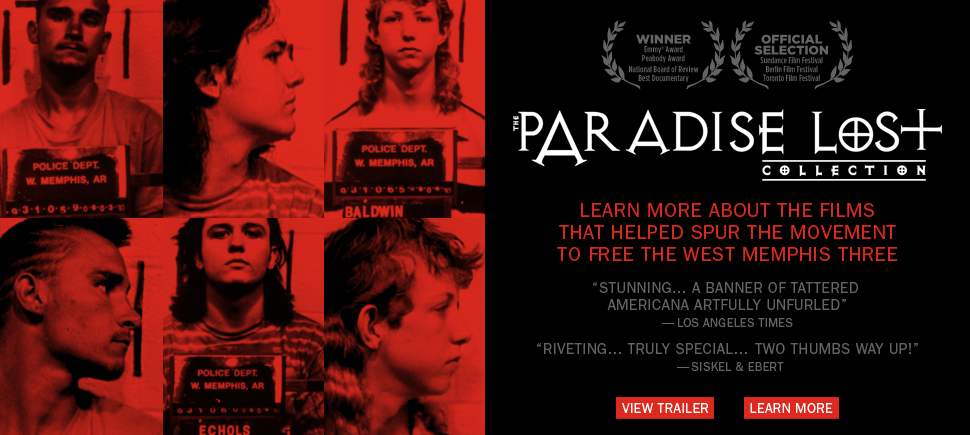 POLICE DEPT.
W. MEMPHIS, AR
POLICE DEPT.
W. MEMPHIS, AR
BALDWIN
POLICE DEPT.
W. MEMPHIS, AR
ECHOLS
WINNER
Emmy® Award
Peabody Award
National Board of Review
Best Documentary
OFFICIAL
SELECTION
Sundance Film Festival
Berlin Film Festival
Toronto Film Festival
THE PARADISE LOST
COLLECTION
LEARN MORE ABOUT THE FILMS
THAT HELPED SPUR THE MOVEMENT
TO FREE THE WEST MEMPHIS THREE
“STUNNING... A BANNER OF TATTERED
AMERICANA ARTFULLY UNFURLED”
— LOS ANGELES TIMES
“RIVETING... TRULY SPECIAL... TWO THUMBS WAY UP!”
— SISKEL & EBERT
VIEW TRAILER
LEARN MORE